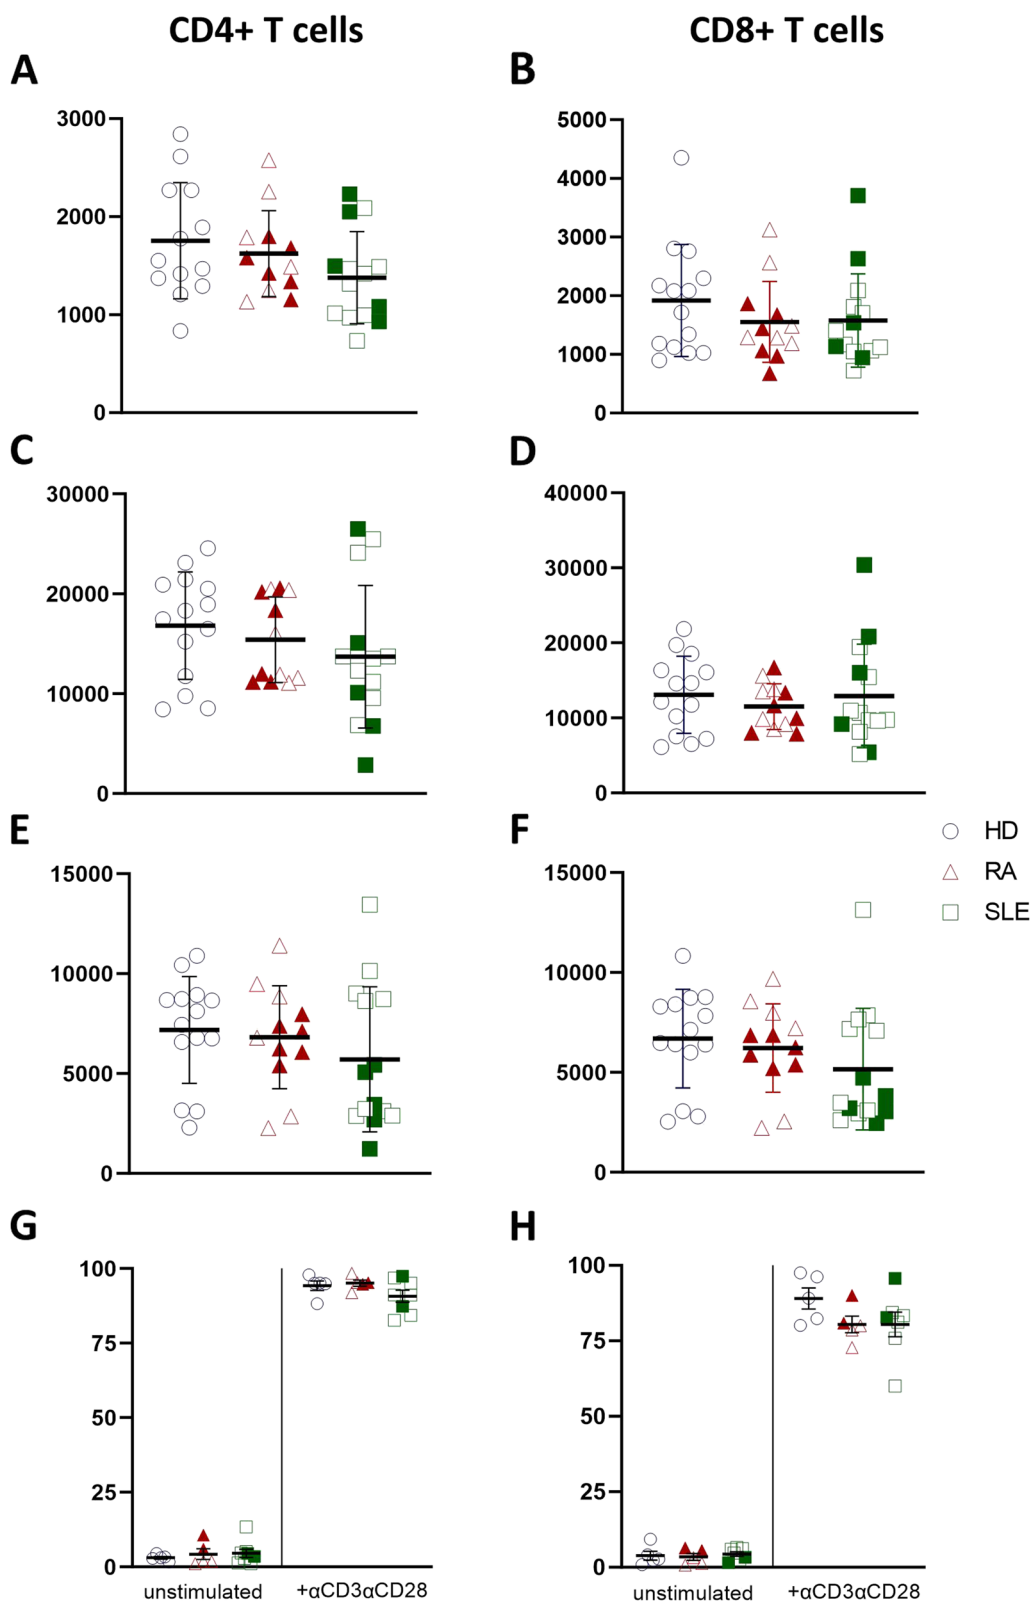 CD4+ T cells
CD8+ T cells
A
B
3000
2000
1000
0
5000
4000
3000
2000
1000
0
C
D
30000
20000
10000
0
40000
30000
20000
10000
0
E
F
15000
10000
5000
0
15000
10000
5000
0
HD
RA
SLE
G
H
100
75
50
25
0
unstimulated
+αCD3αCD28
100
75
50
25
0
unstimulated
+αCD3αCD28